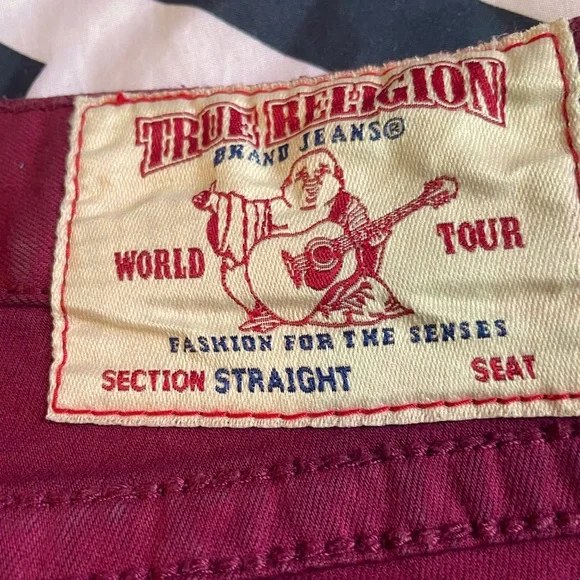 TRUE RELIGION
BRAND JEANS®
WORLD TOUR
FASHION FOR THE SENSES
SECTION STRAIGHT SEAT